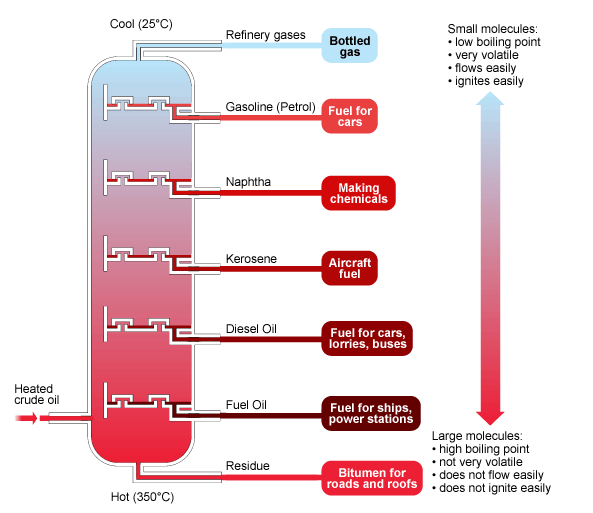 Cool (25°C)
Refinery gases
Bottled
gas
Gasoline (Petrol)
Fuel for
cars
Naphtha
Making
chemicals
Kerosene
Aircraft
fuel
Diesel Oil
Fuel for cars,
lorries, buses
Heated
crude oil
Fuel Oil
Fuel for ships,
power stations
Residue
Bitumen for
roads and roofs
Hot (350°C)
Small molecules:
• low boiling point
• very volatile
• flows easily
• ignites easily
Large molecules:
• high boiling point
• not very volatile
• does not flow easily
• does not ignite easily